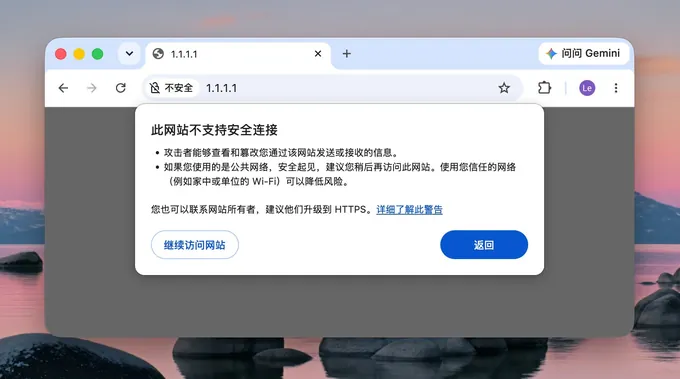 1.1.1.1
问问 Gemini
不安全
1.1.1.1
Le
此网站不支持安全连接
• 攻击者能够查看和篡改您通过该网站发送或接收的信息。
• 如果您使用的是公共网络，安全起见，建议您稍后再访问此网站。使用您信任的网络
（例如家中或单位的 Wi-Fi）可以降低风险。
您也可以联系网站所有者，建议他们升级到 HTTPS。详细了解此警告
继续访问网站
返回